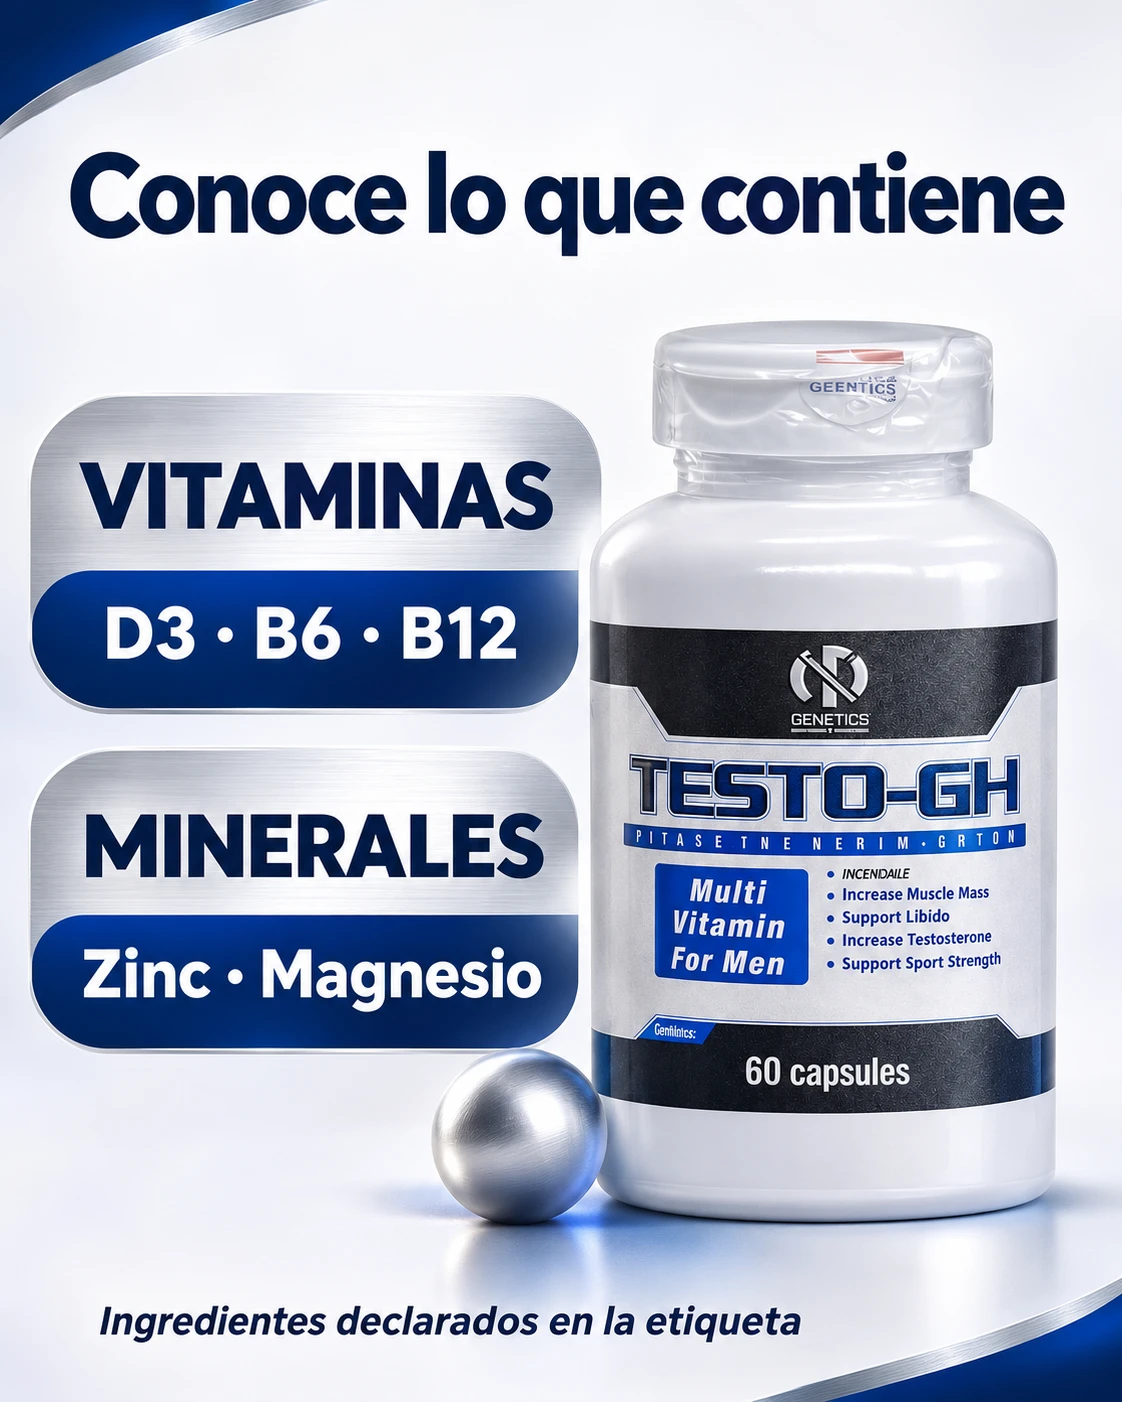 Conoce lo que contiene
GEENTICS
VITAMINAS
D3 • B6 • B12
MINERALES
Zinc • Magnesio
GENETICS
TESTO-GH
PITASE TNE NERIM·GRTON
Multi
Vitamin
For Men
• INCENDAILE
• Increase Muscle Mass
• Support Libido
• Increase Testosterone
• Support Sport Strength
60 capsules
Ingredientes declarados en la etiqueta